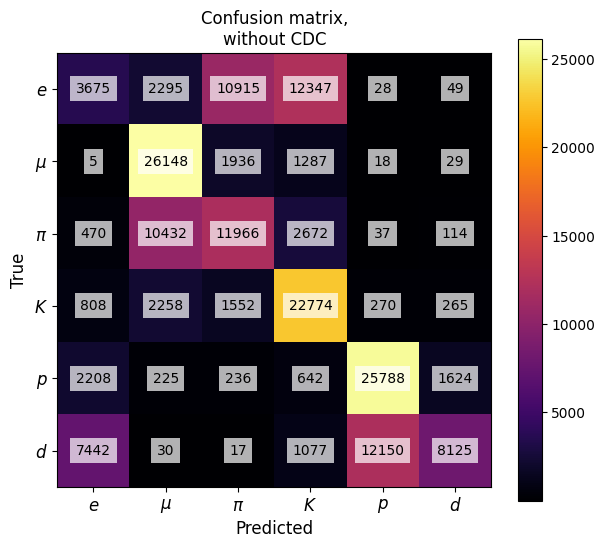 Confusion matrix,
without CDC
e 3675 2295 10915 12347 28 49
μ 5 26148 1936 1287 18 29
π 470 10432 11966 2672 37 114
K 808 2258 1552 22774 270 265
p 2208 225 236 642 25788 1624
d 7442 30 17 1077 12150 8125
e μ π K p d
Predicted
True
25000
20000
15000
10000
5000